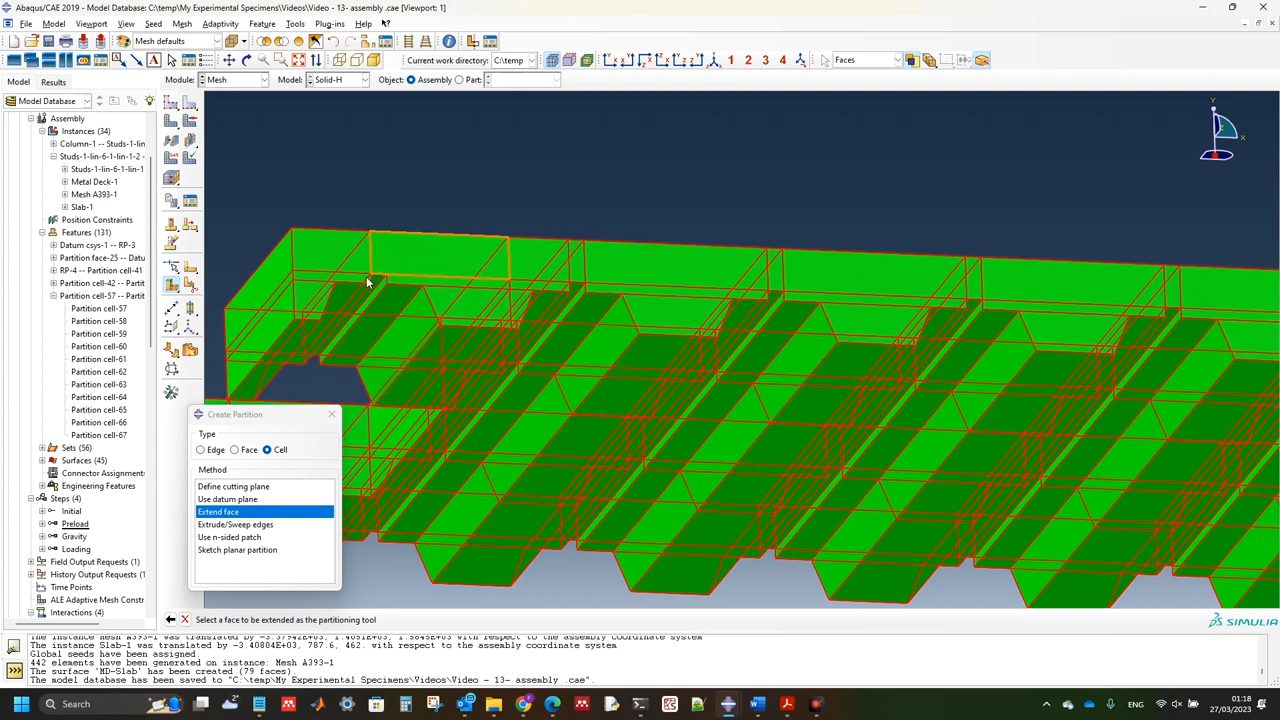 Abaqus/CAE 2019 - Model Database: C:\temp\My Experimental Specimens\Videos\Video - 13- assembly .cae [Viewport: 1]
File Model Viewport View Seed Mesh Adaptivity Feature Tools Plug-ins Help
Mesh defaults
Current work directory: C:\temp 1 2 3 4 Faces
Model Results Module: Mesh Model: Solid-H Object: Assembly Part:
Model Database
Assembly
Instances (34)
Column-1 -- Studs-1-lin
Studs-1-lin-6-1-lin-1-2 -
Studs-1-lin-6-1-lin-1
Metal Deck-1
Mesh A393-1
Slab-1
Position Constraints
Features (131)
Datum csys-1 -- RP-3
Partition face-25 -- Datu
RP-4 -- Partition cell-41
Partition cell-42 -- Partit
Partition cell-57 -- Partit
Partition cell-57
Partition cell-58
Partition cell-59
Partition cell-60
Partition cell-61
Partition cell-62
Partition cell-63
Partition cell-64
Partition cell-65
Partition cell-66
Partition cell-67
Sets (56)
Surfaces (45)
Connector Assignment:
Engineering Features
Steps (4)
Initial
Preload
Gravity
Loading
Field Output Requests (1)
History Output Requests (1
Time Points
ALE Adaptive Mesh Constr
Interactions (4)
Create Partition
Type
Edge Face Cell
Method
Define cutting plane
Use datum plane
Extend face
Extrude/Sweep edges
Use n-sided patch
Sketch planar partition
Y
Select a face to be extended as the partitioning tool
SIMULIA
The instance Slab-1 was translated by -3.40804E+03, 787.6, 462. with respect to the assembly coordinate system
Global seeds have been assigned.
442 elements have been generated on instance: Mesh A393-1
The surface 'MD-Slab' has been created (79 faces).
The model database has been saved to "C:\temp\My Experimental Specimens\Videos\Video - 13- assembly .cae".
Search
ENG
01:18
27/03/2023